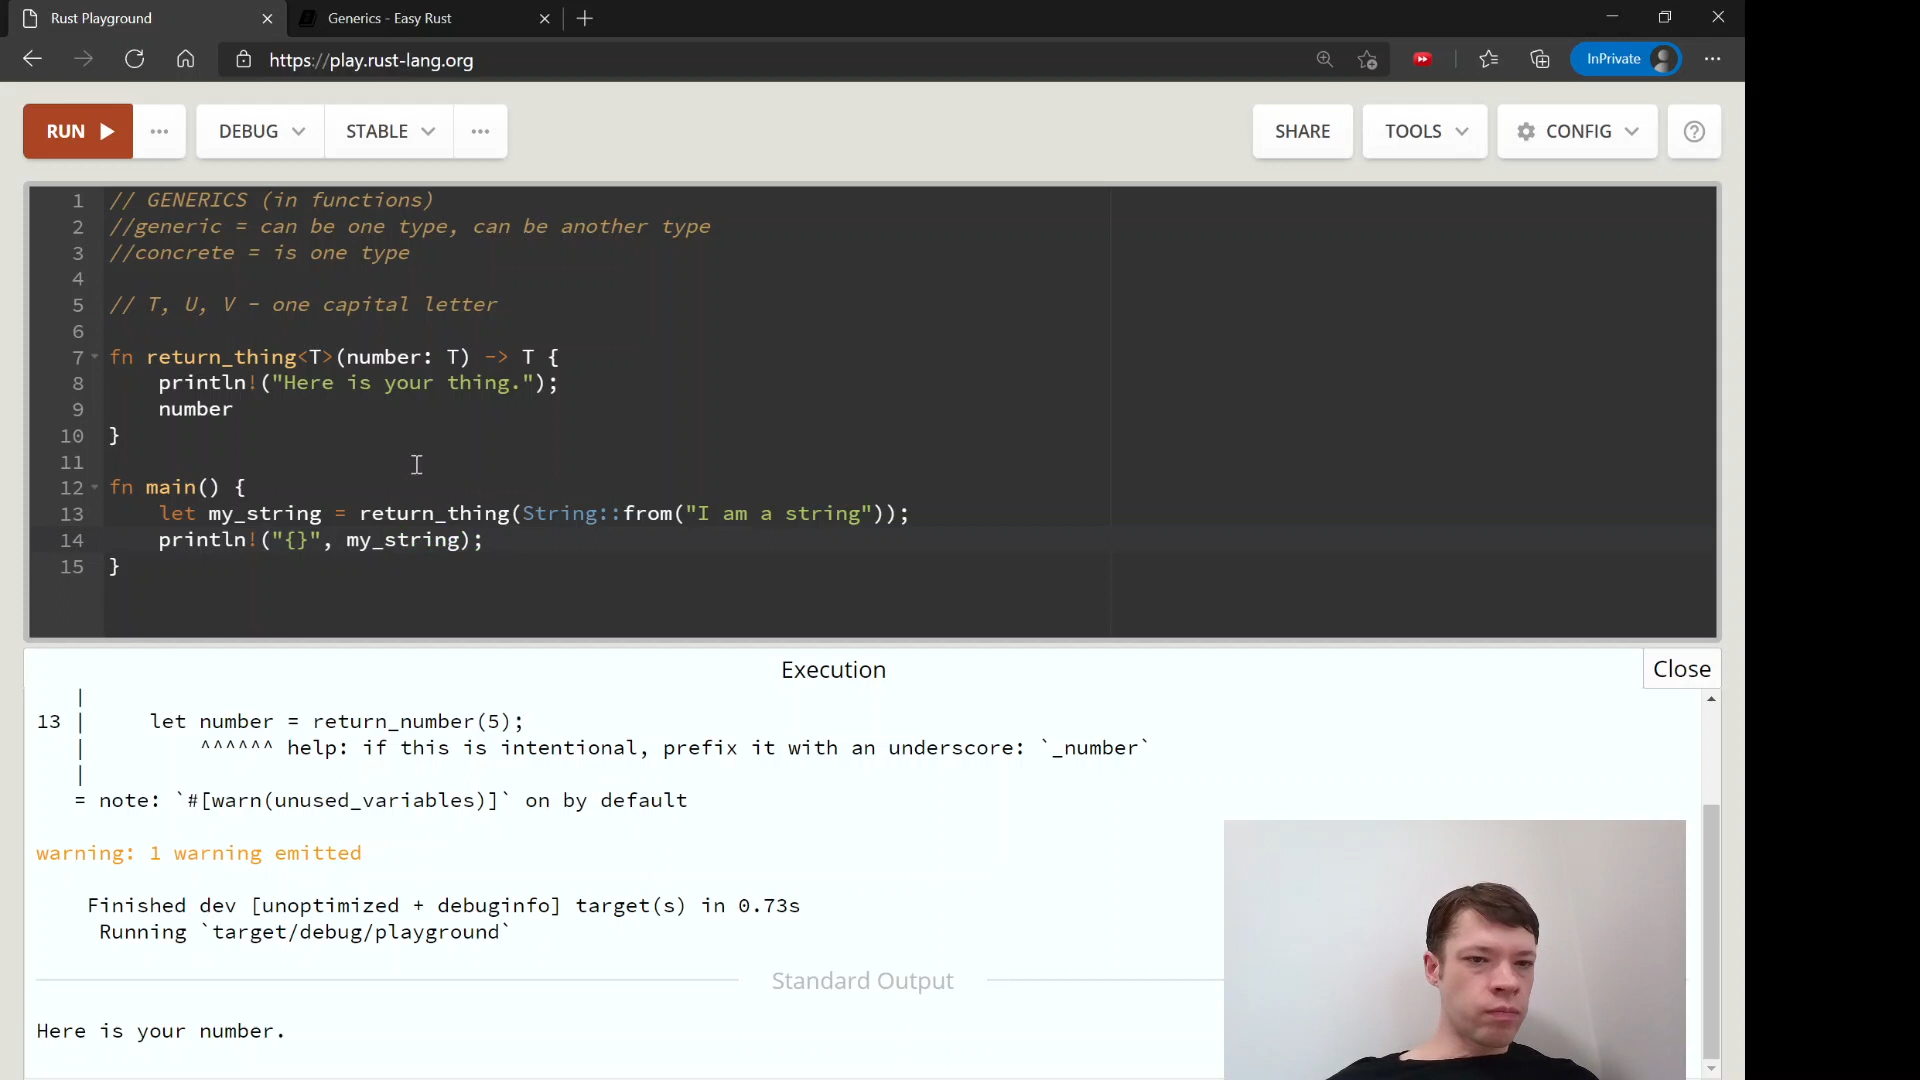 Rust Playground
Generics - Easy Rust
https://play.rust-lang.org
InPrivate
RUN
DEBUG
STABLE
SHARE
TOOLS
CONFIG
1 // GENERICS (in functions)
2 //generic = can be one type, can be another type
3 //concrete = is one type
4
5 // T, U, V - one capital letter
6
7 fn return_thing<T>(number: T) -> T {
8 println!("Here is your thing.");
9 number
10 }
11
12 fn main() {
13 let my_string = return_thing(String::from("I am a string"));
14 println!("{}", my_string);
15 }
Execution
Close
|
13 | let number = return_number(5);
| ^^^^^^ help: if this is intentional, prefix it with an underscore: `_number`
|
= note: `#[warn(unused_variables)]` on by default
warning: 1 warning emitted
Finished dev [unoptimized + debuginfo] target(s) in 0.73s
Running `target/debug/playground`
Standard Output
Here is your number.